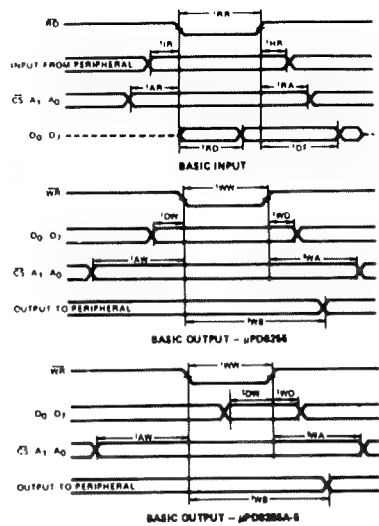 RD
tRR
tIR
tHR
INPUT FROM PERIPHERAL
tAR
tRA
CS A1 A0
D0 D7
tRD
tDF
BASIC INPUT
WR
tWW
tDW
tWD
D0 D7
tAW
tWA
CS A1 A0
OUTPUT TO PERIPHERAL
tWB
BASIC OUTPUT – µPD8255
WR
tWW
tDW
tWD
D0 D7
tAW
tWA
CS A1 A0
OUTPUT TO PERIPHERAL
tWB
BASIC OUTPUT – µPD8255A-5